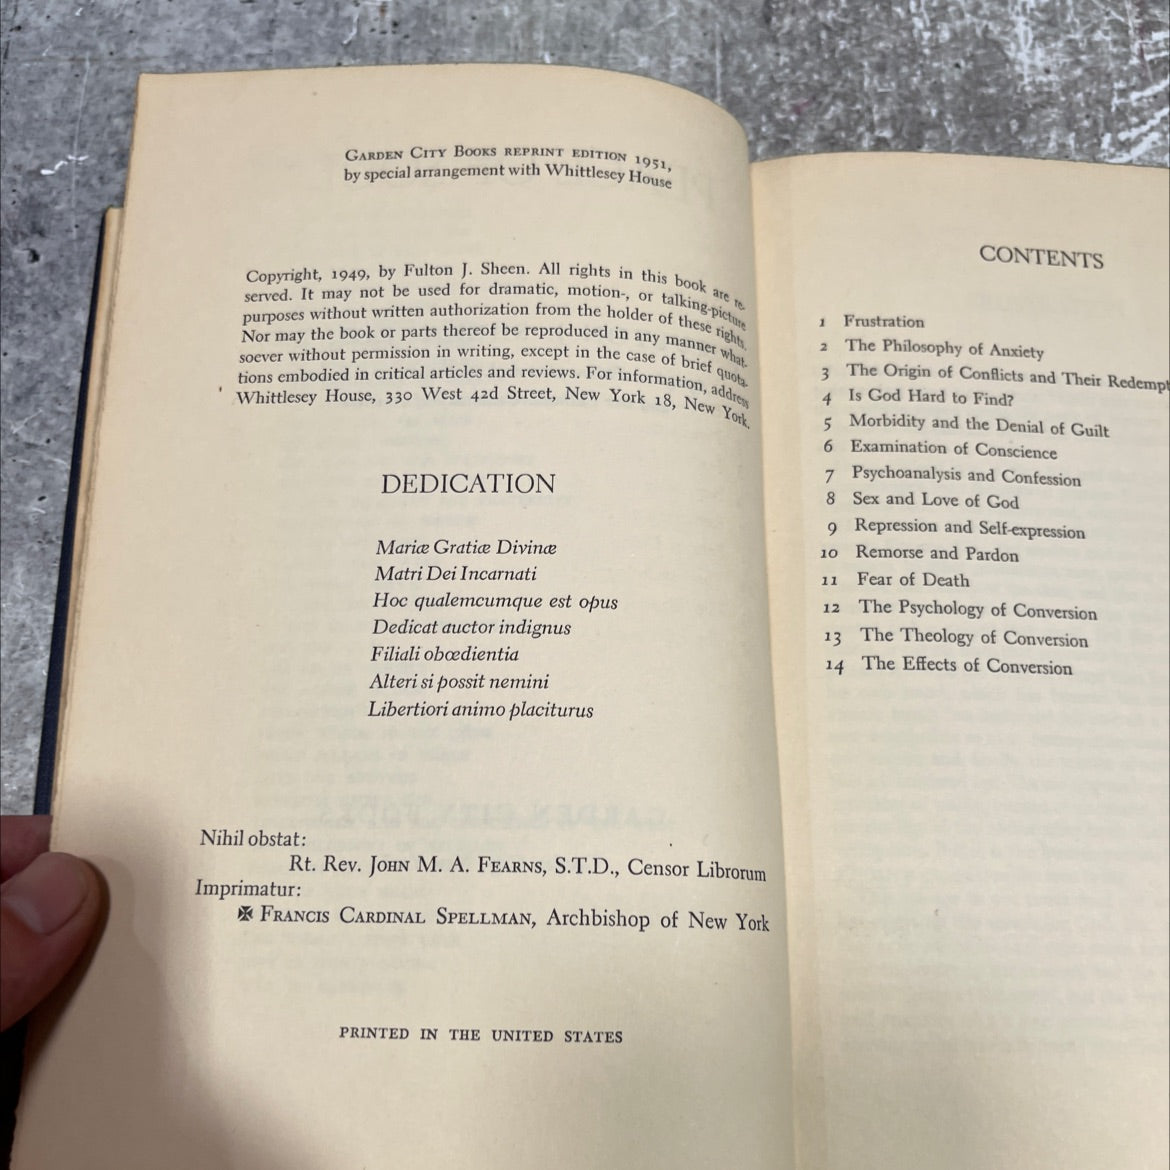 GARDEN CITY BOOKS REPRINT EDITION 1951,
by special arrangement with Whittlesey House
Copyright, 1949, by Fulton J. Sheen. All rights in this book are re-
served. It may not be used for dramatic, motion-, or talking-picture
purposes without written authorization from the holder of these rights.
Nor may the book or parts thereof be reproduced in any manner what-
soever without permission in writing, except in the case of brief quota-
tions embodied in critical articles and reviews. For information, address
Whittlesey House, 330 West 42d Street, New York 18, New York.
DEDICATION
Mariæ Gratiæ Divinæ
Matri Dei Incarnati
Hoc qualemcumque est opus
Dedicat auctor indignus
Filiali obœdientia
Alteri si possit nemini
Libertiori animo placiturus
Nihil obstat:
Rt. Rev. JOHN M. A. FEARNS, S.T.D., Censor Librorum
Imprimatur:
✠ FRANCIS CARDINAL SPELLMAN, Archbishop of New York
PRINTED IN THE UNITED STATES
CONTENTS
1 Frustration
2 The Philosophy of Anxiety
3 The Origin of Conflicts and Their Redempt
4 Is God Hard to Find?
5 Morbidity and the Denial of Guilt
6 Examination of Conscience
7 Psychoanalysis and Confession
8 Sex and Love of God
9 Repression and Self-expression
10 Remorse and Pardon
11 Fear of Death
12 The Psychology of Conversion
13 The Theology of Conversion
14 The Effects of Conversion